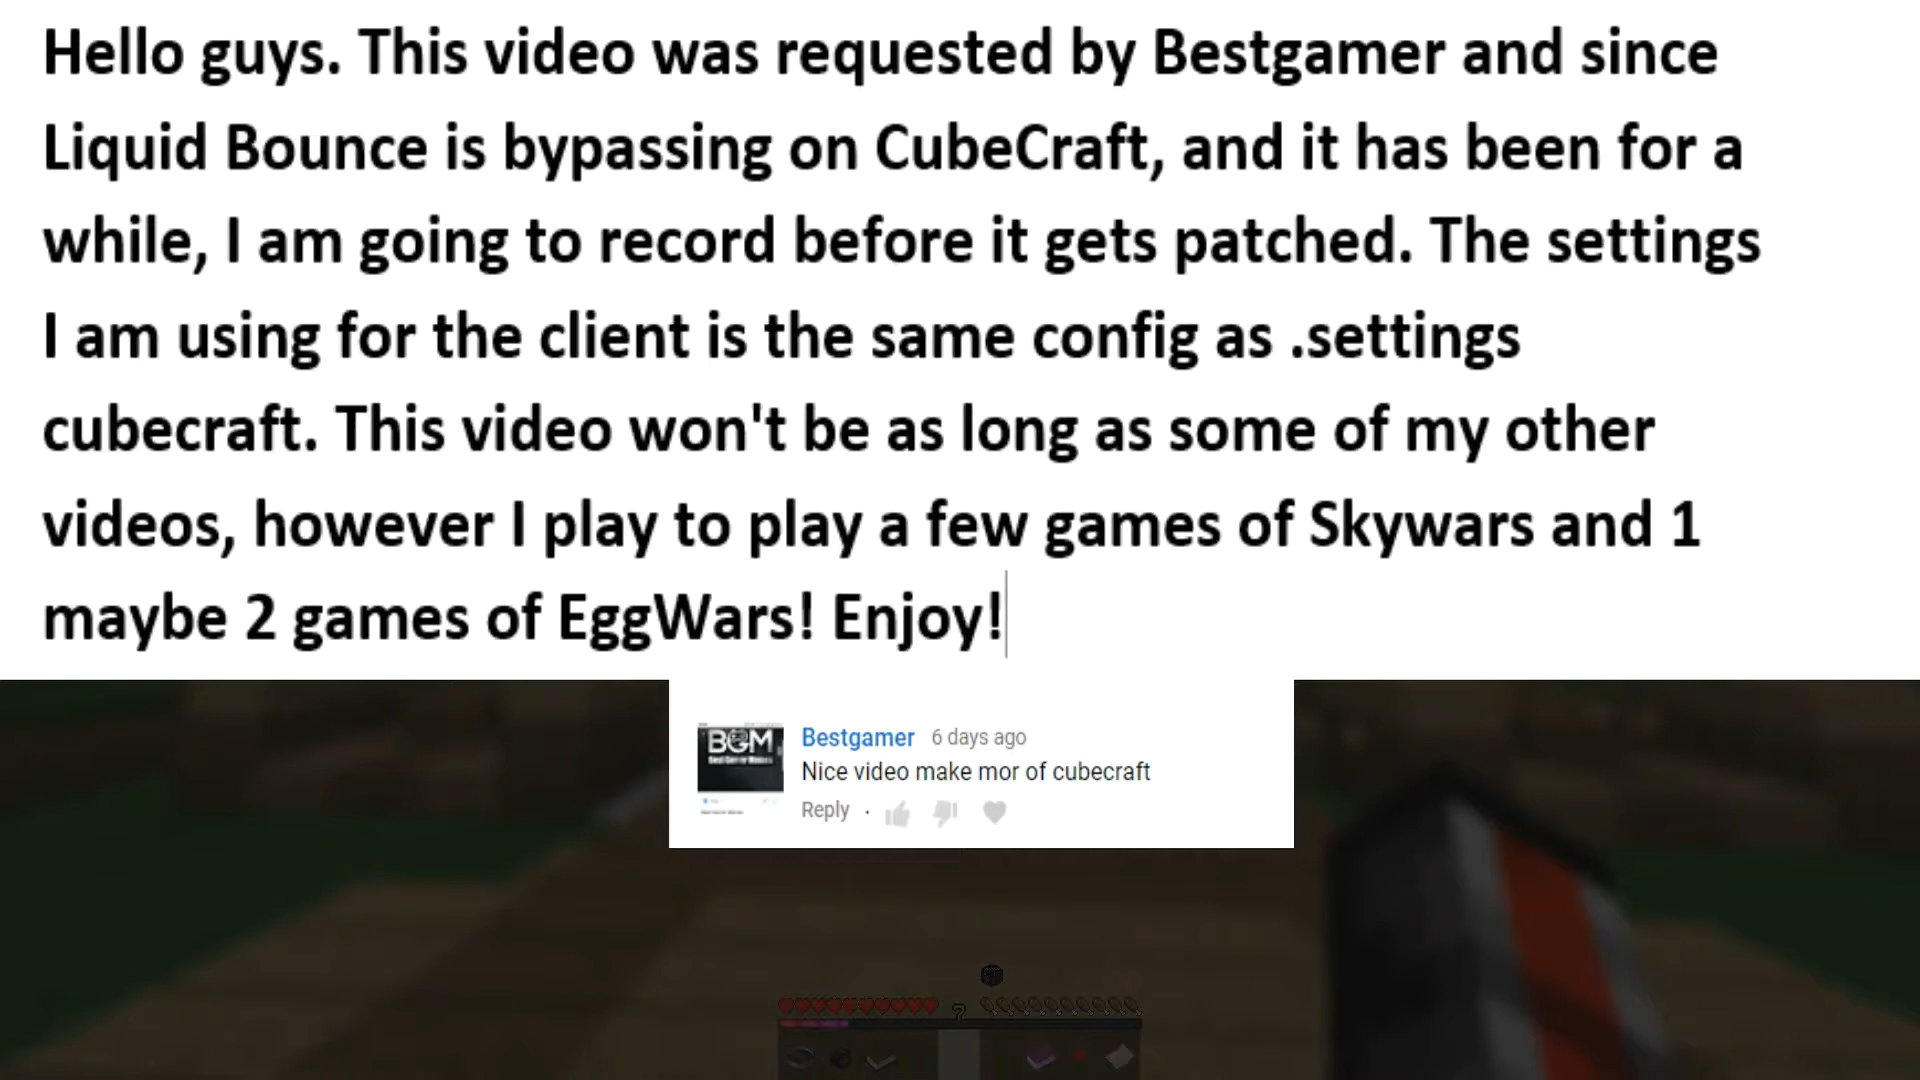 Hello guys. This video was requested by Bestgamer and since
Liquid Bounce is bypassing on CubeCraft, and it has been for a
while, I am going to record before it gets patched. The settings
I am using for the client is the same config as .settings
cubecraft. This video won't be as long as some of my other
videos, however I play to play a few games of Skywars and 1
maybe 2 games of EggWars! Enjoy!
BGM
Bestgamer 6 days ago
Nice video make mor of cubecraft
Reply ·
7